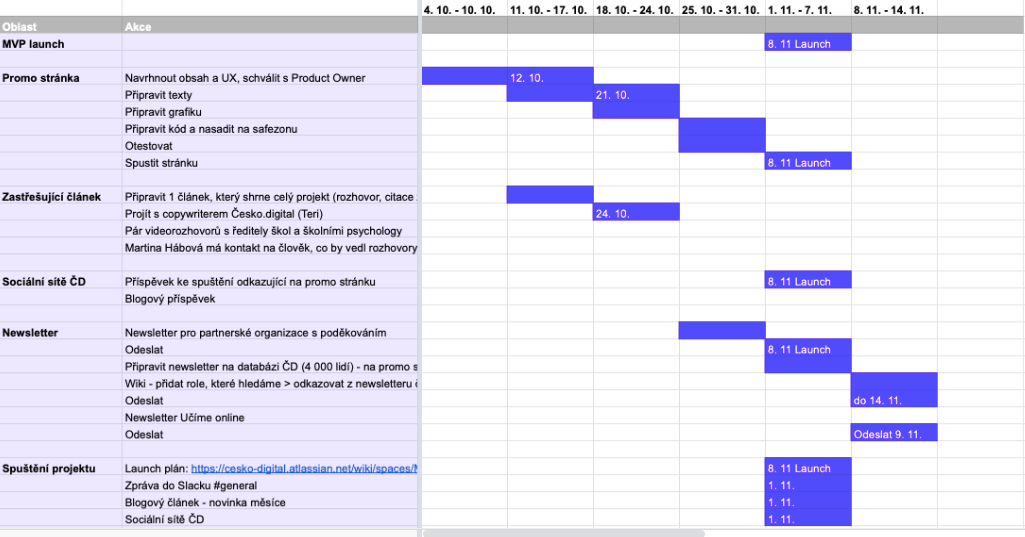 4. 10. - 10. 10. 11. 10. - 17. 10. 18. 10. - 24. 10. 25. 10. - 31. 10. 1. 11. - 7. 11. 8. 11. - 14. 11.
Oblast Akce
MVP launch 8. 11 Launch
Promo stránka Navrhnout obsah a UX, schválit s Product Owner 12. 10.
Připravit texty 21. 10.
Připravit grafiku
Připravit kód a nasadit na safezonu
Otestovat
Spustit stránku 8. 11 Launch
Zastřešující článek Připravit 1 článek, který shrne celý projekt (rozhovor, citace
Projít s copywriterem Česko.digital (Teri) 24. 10.
Pár videorozhovorů s ředitely škol a školními psychology
Martina Hábová má kontakt na člověk, co by vedl rozhovory
Sociální sítě ČD Příspěvek ke spuštění odkazující na promo stránku 8. 11 Launch
Blogový příspěvek
Newsletter Newsletter pro partnerské organizace s poděkováním
Odeslat 8. 11 Launch
Připravit newsletter na databázi ČD (4 000 lidí) - na promo s
Wiki - přidat role, které hledáme > odkazovat z newsletteru č
Odeslat do 14. 11.
Newsletter Učíme online
Odeslat Odeslat 9. 11.
Spuštění projektu Launch plán: https://cesko-digital.atlassian.net/wiki/spaces/M 8. 11 Launch
Zpráva do Slacku #general 1. 11.
Blogový článek - novinka měsíce 1. 11.
Sociální sítě ČD 1. 11.